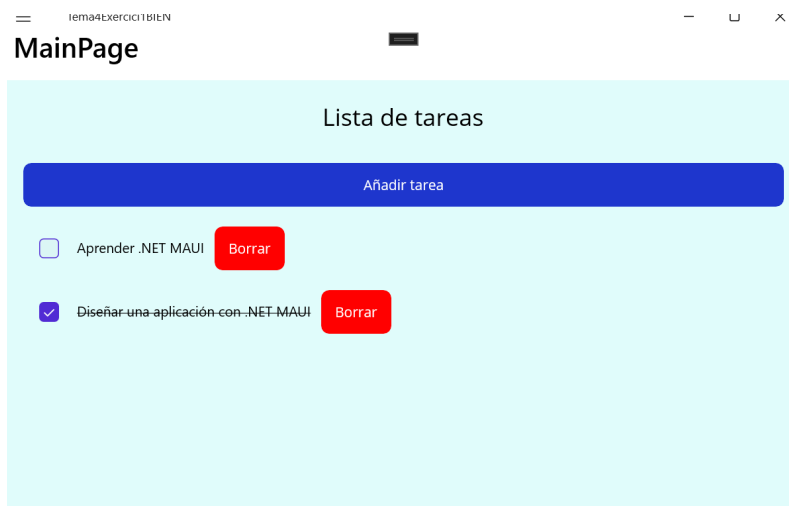 Tema4Exercici1BIEN
MainPage
Lista de tareas
Añadir tarea
Aprender .NET MAUI Borrar
Diseñar una aplicación con .NET MAUI Borrar